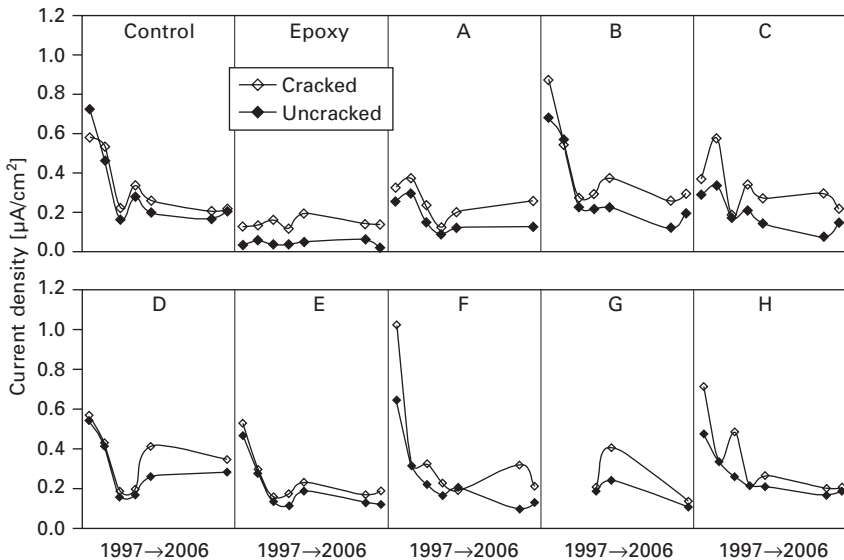 Current density [µA/cm²]
1.2
1.0
0.8
0.6
0.4
0.2
0.0
Control
Epoxy
A
B
C
Cracked
Uncracked
1.2
1.0
0.8
0.6
0.4
0.2
0.0
D
E
F
G
H
1997→2006
1997→2006
1997→2006
1997→2006
1997→2006